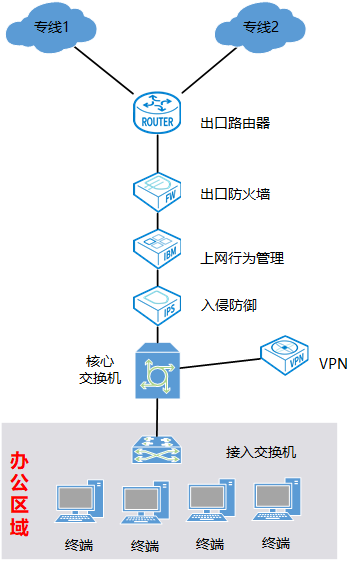 专线1
专线2
ROUTER
出口路由器
FW
出口防火墙
IBM
上网行为管理
IPS
入侵防御
核心
交换机
VPN
VPN
接入交换机
办公区域
终端
终端
终端
终端